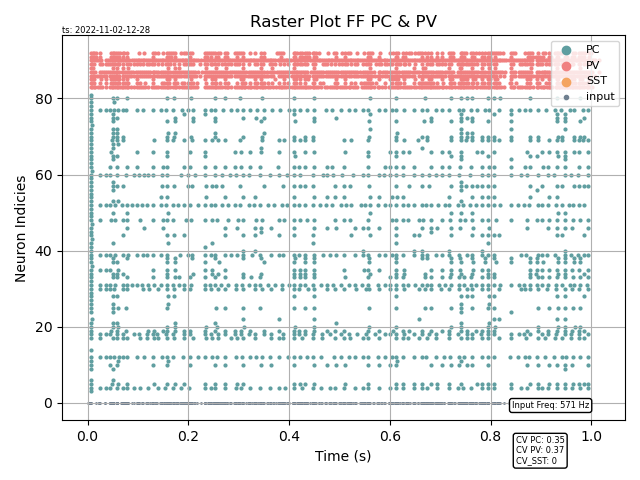 Raster Plot FF PC & PV
ts: 2022-11-02-12-28
PC
PV
SST
input
80
60
40
20
0
Neuron Indicies
Input Freq: 571 Hz
0.0 0.2 0.4 0.6 0.8 1.0
Time (s)
CV PC: 0.35
CV PV: 0.37
CV_SST: 0